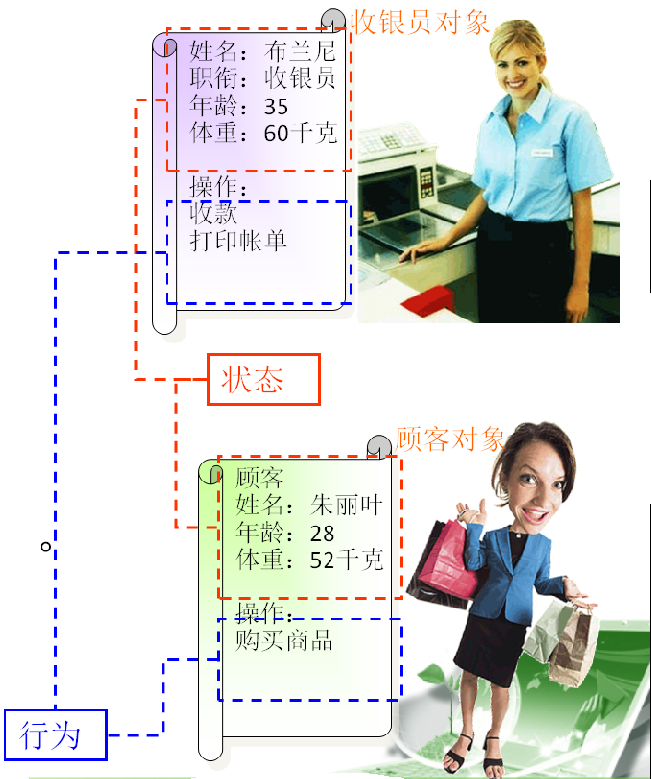 收银员对象
姓名：布兰尼
职衔：收银员
年龄：35
体重：60千克
操作：
收款
打印帐单
状态
顾客对象
顾客
姓名：朱丽叶
年龄：28
体重：52千克
操作：
购买商品
行为